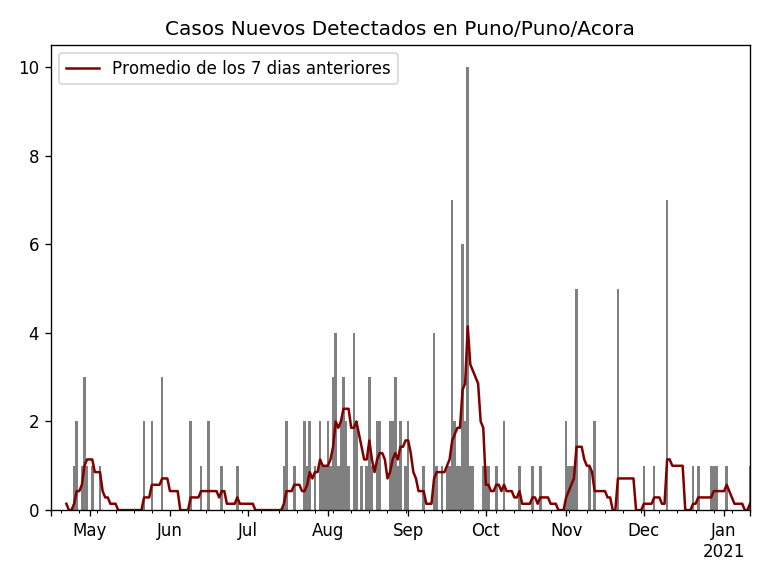 Casos Nuevos Detectados en Puno/Puno/Acora
Promedio de los 7 dias anteriores
10
8
6
4
2
0
May Jun Jul Aug Sep Oct Nov Dec Jan
2021